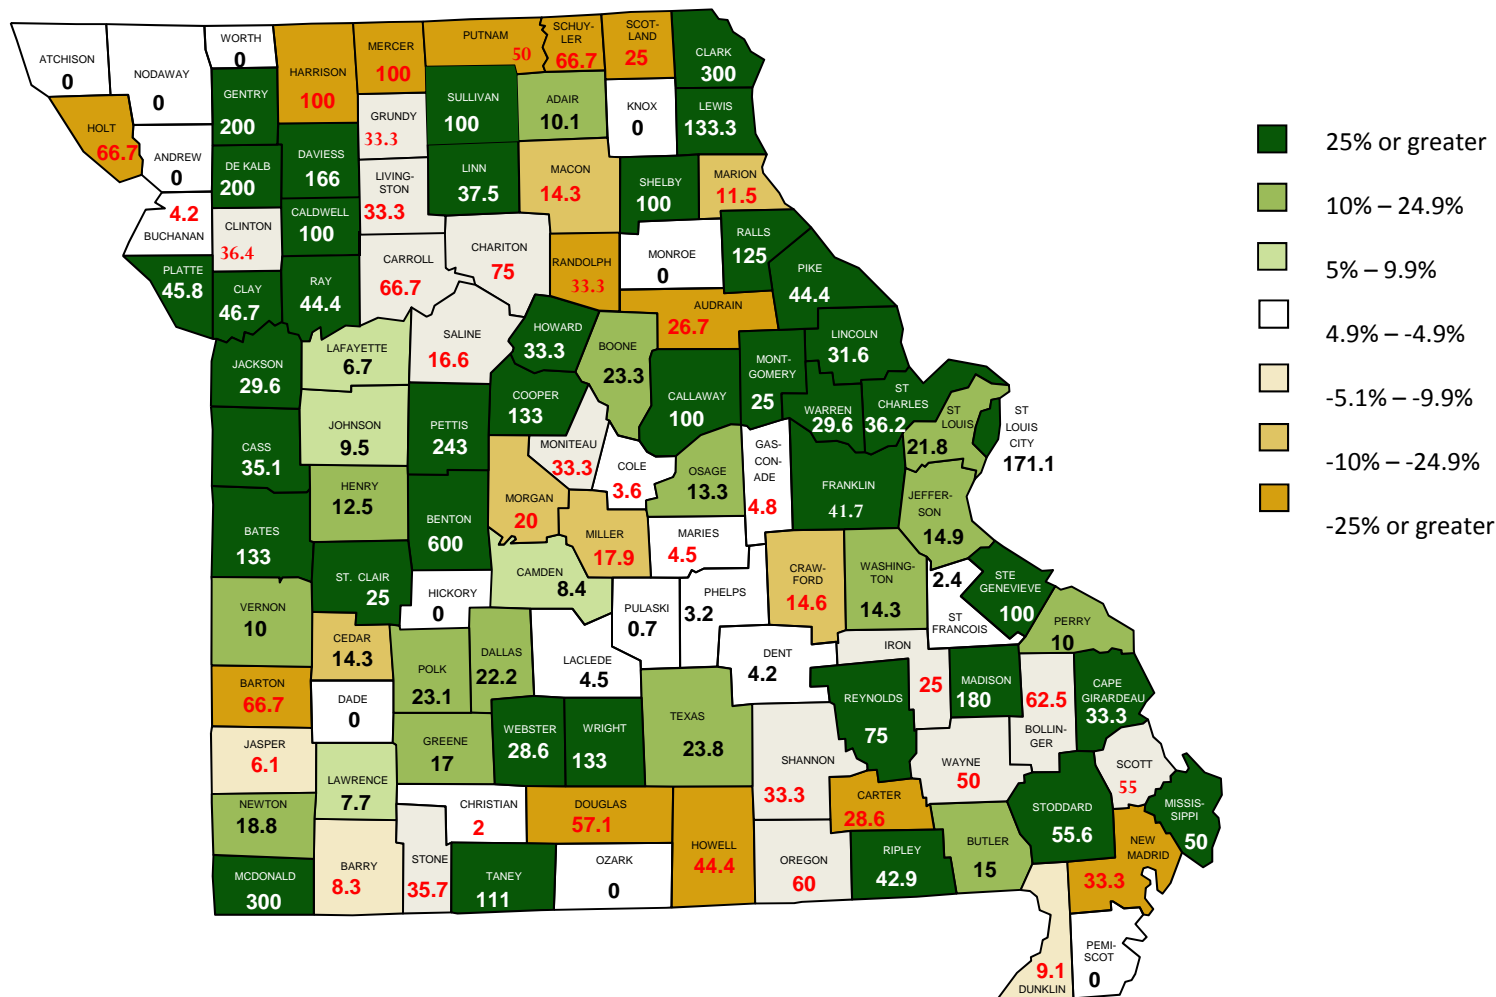 ATCHISON
0
NODAWAY
0
WORTH
0
HARRISON
100
MERCER
100
PUTNAM
50
SCHUY-
LER
66.7
SCOT-
LAND
25
CLARK
300
HOLT
66.7
ANDREW
0
GENTRY
200
DE KALB
200
DAVIESS
166
GRUNDY
33.3
SULLIVAN
100
ADAIR
10.1
KNOX
0
LEWIS
133.3
4.2
BUCHANAN
CLINTON
36.4
CALDWELL
100
LIVING-
STON
33.3
LINN
37.5
MACON
14.3
SHELBY
100
MARION
11.5
PLATTE
45.8
CLAY
46.7
RAY
44.4
CARROLL
66.7
CHARITON
75
RANDOLPH
33.3
MONROE
0
RALLS
125
PIKE
44.4
AUDRAIN
26.7
JACKSON
29.6
LAFAYETTE
6.7
SALINE
16.6
HOWARD
33.3
BOONE
23.3
CALLAWAY
100
MONT-
GOMERY
25
LINCOLN
31.6
WARREN
29.6
ST
CHARLES
36.2
ST
LOUIS
21.8
ST
LOUIS
CITY
171.1
CASS
35.1
JOHNSON
9.5
PETTIS
243
COOPER
133
MONITEAU
33.3
COLE
3.6
OSAGE
13.3
GAS-
CON-
ADE
4.8
FRANKLIN
41.7
JEFFER-
SON
14.9
BATES
133
HENRY
12.5
BENTON
600
MORGAN
20
MILLER
17.9
MARIES
4.5
ST. CLAIR
25
HICKORY
0
CAMDEN
8.4
PULASKI
0.7
PHELPS
3.2
CRAW-
FORD
14.6
WASHING-
TON
14.3
2.4
ST
FRANCOIS
STE
GENEVIEVE
100
PERRY
10
VERNON
10
CEDAR
14.3
POLK
23.1
DALLAS
22.2
LACLEDE
4.5
DENT
4.2
IRON
25
MADISON
180
62.5
BOLLIN-
GER
CAPE
GIRARDEAU
33.3
BARTON
66.7
DADE
0
GREENE
17
WEBSTER
28.6
WRIGHT
133
TEXAS
23.8
SHANNON
33.3
REYNOLDS
75
WAYNE
50
SCOTT
55
JASPER
6.1
LAWRENCE
7.7
CHRISTIAN
2
DOUGLAS
57.1
CARTER
28.6
STODDARD
55.6
MISSIS-
SIPPI
50
NEWTON
18.8
BARRY
8.3
STONE
35.7
TANEY
111
OZARK
0
HOWELL
44.4
OREGON
60
RIPLEY
42.9
BUTLER
15
NEW
MADRID
33.3
MCDONALD
300
9.1
DUNKLIN
PEMI-
SCOT
0
25% or greater
10% – 24.9%
5% – 9.9%
4.9% – -4.9%
-5.1% – -9.9%
-10% – -24.9%
-25% or greater